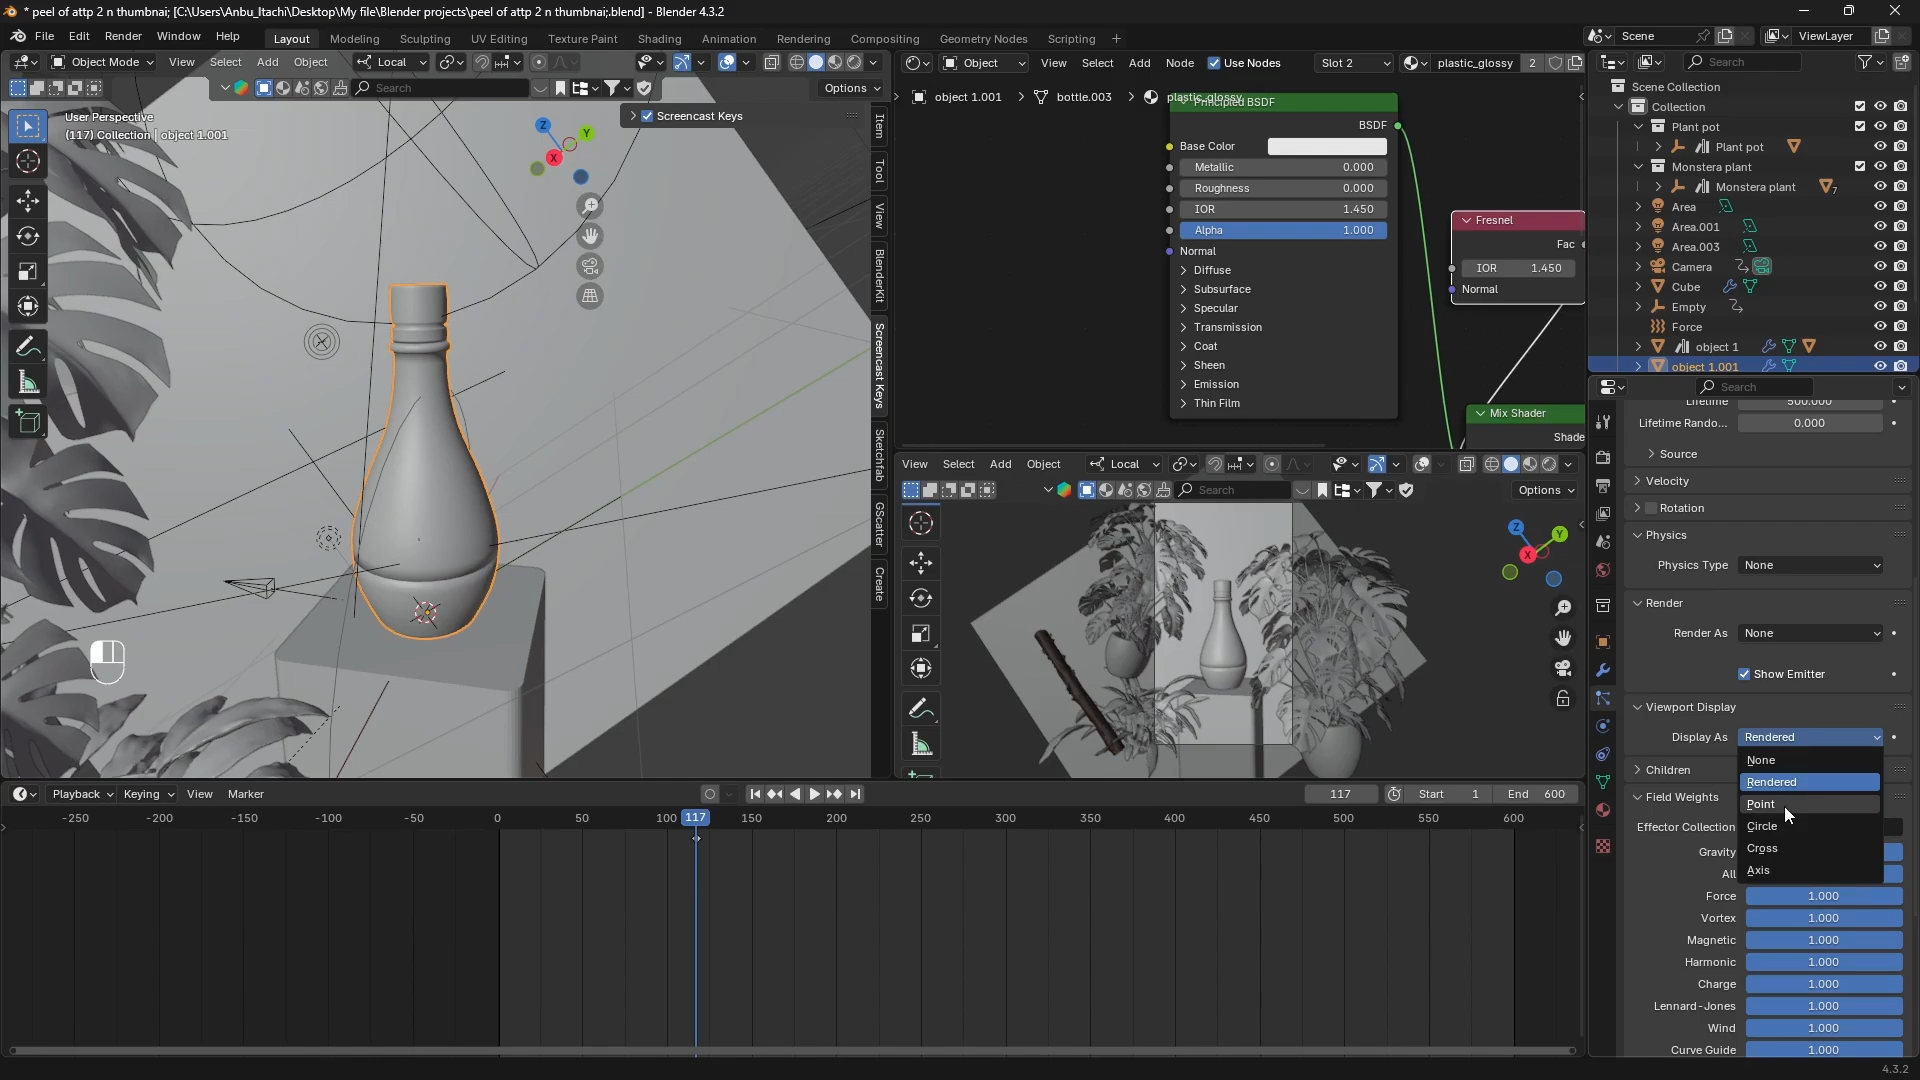 * peel of attp 2 n thumbnai; [C:\Users\Anbu_Itachi\Desktop\My file\Blender projects\peel of attp 2 n thumbnai;.blend] - Blender 4.3.2
File Edit Render Window Help Layout Modeling Sculpting UV Editing Texture Paint Shading Animation Rendering Compositing Geometry Nodes Scripting + Scene ViewLayer
Object Mode View Select Add Object Local
Object View Select Add Node Use Nodes Slot 2 plastic_glossy 2
Search
Search Options
object 1.001 > bottle.003 > plastic_glossy
User Perspective
(117) Collection | object 1.001
Screencast Keys
Z
Y
X
Item
Tool
View
BlenderKit
Screencast Keys
Sketchfab
GScatter
Create
Principled BSDF
BSDF
Base Color
Metallic 0.000
Roughness 0.000
IOR 1.450
Alpha 1.000
Normal
Diffuse
Subsurface
Specular
Transmission
Coat
Sheen
Emission
Thin Film
Fresnel
Fac
IOR 1.450
Normal
Mix Shader
Shade
View Select Add Object Local
Search Options
Z
Y
X
Scene Collection
Collection
Plant pot
Plant pot
Monstera plant
Monstera plant 7
Area
Area.001
Area.003
Camera
Cube
Empty
Force
object 1
object 1.001
Search
Lifetime 500.000
Lifetime Rando... 0.000
Source
Velocity
Rotation
Physics
Physics Type None
Render
Render As None
Show Emitter
Viewport Display
Display As Rendered
None
Rendered
Point
Circle
Cross
Axis
Children
Field Weights
Effector Collection
Gravity
All
Force 1.000
Vortex 1.000
Magnetic 1.000
Harmonic 1.000
Charge 1.000
Lennard-Jones 1.000
Wind 1.000
Curve Guide 1.000
Playback Keying View Marker 117 Start 1 End 600
-250 -200 -150 -100 -50 0 100 117 150 200 250 300 350 400 450 500 550 600
4.3.2